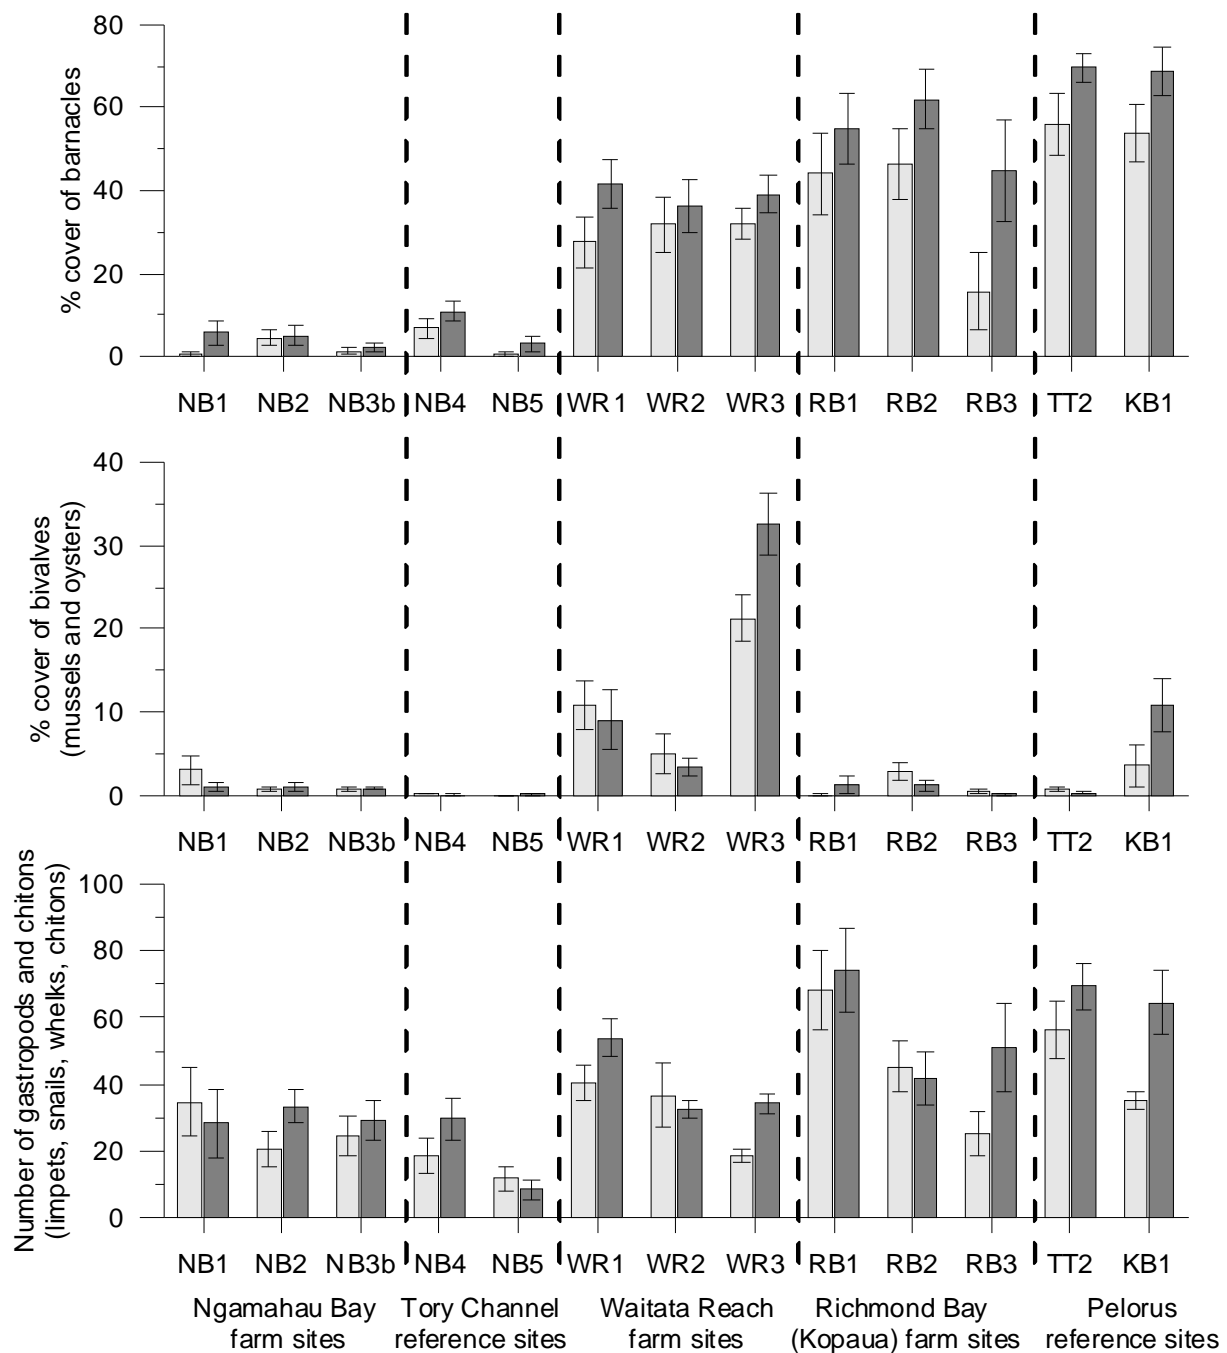 % cover of barnacles
80
60
40
20
0
NB1 NB2 NB3b NB4 NB5 WR1 WR2 WR3 RB1 RB2 RB3 TT2 KB1
% cover of bivalves
(mussels and oysters)
40
30
20
10
0
NB1 NB2 NB3b NB4 NB5 WR1 WR2 WR3 RB1 RB2 RB3 TT2 KB1
Number of gastropods and chitons
(limpets, snails, whelks, chitons)
100
80
60
40
20
0
NB1 NB2 NB3b NB4 NB5 WR1 WR2 WR3 RB1 RB2 RB3 TT2 KB1
Ngamahau Bay
farm sites
Tory Channel
reference sites
Waitata Reach
farm sites
Richmond Bay
(Kopaua) farm sites
Pelorus
reference sites